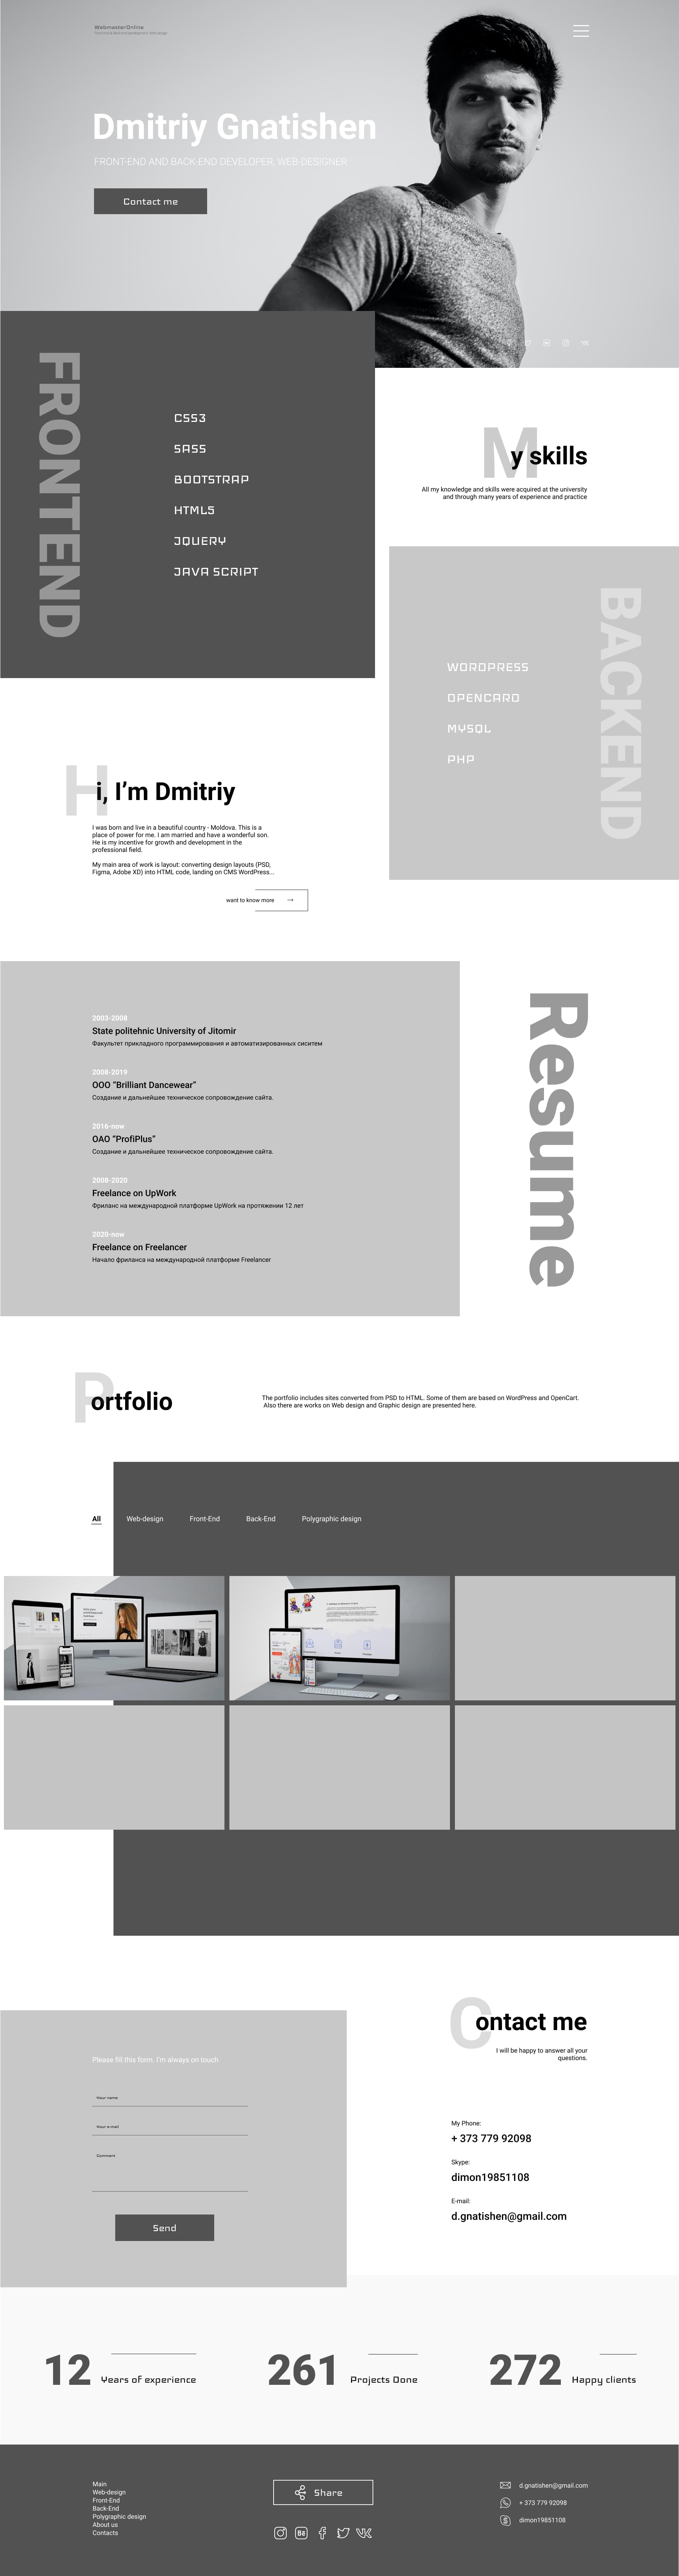 WebmasterOnline
Dmitriy Gnatishen
FRONT-END AND BACK-END DEVELOPER, WEB-DESIGNER
Contact me
FRONTEND
CSS3
SASS
BOOTSTRAP
HTML5
JQUERY
JAVA SCRIPT
My skills
All my knowledge and skills were acquired at the university
and through many years of experience and practice
BACKEND
WORDPRESS
OPENCARD
MYSQL
PHP
Hi, I’m Dmitriy
I was born and live in a beautiful country - Moldova. This is a
place of power for me. I am married and have a wonderful son.
He is my incentive for growth and development in the
professional field.
My main area of work is layout: converting design layouts (PSD,
Figma, Adobe XD) into HTML code, landing on CMS WordPress...
want to know more
Resume
2003-2008
State politehnic University of Jitomir
Факультет прикладного программирования и автоматизированных сиситем
2008-2019
OOO “Brilliant Dancewear”
Создание и дальнейшее техническое сопровождение сайта.
2016-now
OAO “ProfiPlus”
Создание и дальнейшее техническое сопровождение сайта.
2008-2020
Freelance on UpWork
Фриланс на международной платформе UpWork на протяжении 12 лет
2020-now
Freelance on Freelancer
Начало фриланса на международной платформе Freelancer
Portfolio
The portfolio includes sites converted from PSD to HTML. Some of them are based on WordPress and OpenCart.
Also there are works on Web design and Graphic design are presented here.
All Web-design Front-End Back-End Polygraphic design
Contact me
I will be happy to answer all your
questions.
Please fill this form. I'm always on touch
Your name
Your e-mail
Comment
Send
My Phone:
+ 373 779 92098
Skype:
dimon19851108
E-mail:
d.gnatishen@gmail.com
12 Years of experience
261 Projects Done
272 Happy clients
Main
Web-design
Front-End
Back-End
Polygraphic design
About us
Contacts
Share
d.gnatishen@gmail.com
+ 373 779 92098
dimon19851108